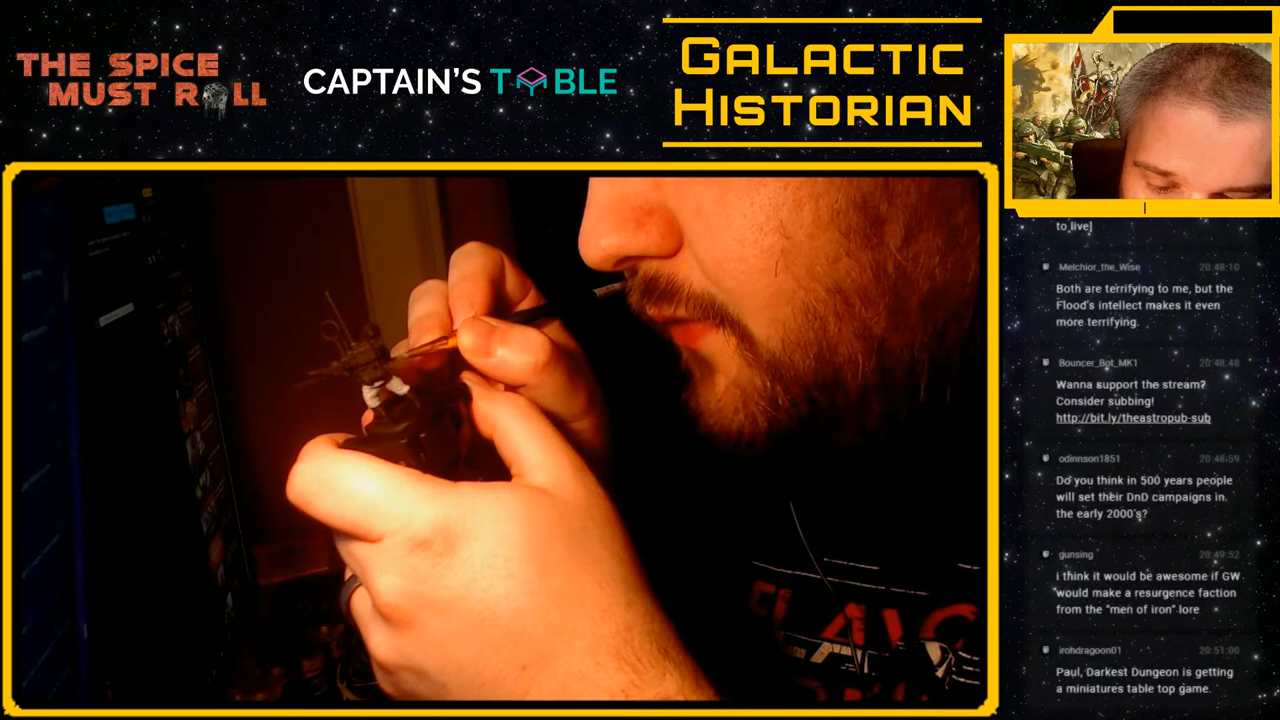 THE SPICE
MUST ROLL
CAPTAIN'S TABLE
GALACTIC
HISTORIAN
to live]
Melchior_the_Wise 20:48:10
Both are terrifying to me, but the
Flood's intellect makes it even
more terrifying.
Bouncer_Bot_MK1 20:48:48
Wanna support the stream?
Consider subbing!
http://bit.ly/theastropub-sub
odinnson1851 20:48:59
Do you think in 500 years people
will set their DnD campaigns in
the early 2000's?
gunsing 20:49:52
i think it would be awesome if GW
would make a resurgence faction
from the "men of iron" lore
irohdragoon01 20:51:00
Paul, Darkest Dungeon is getting
a miniatures table top game.